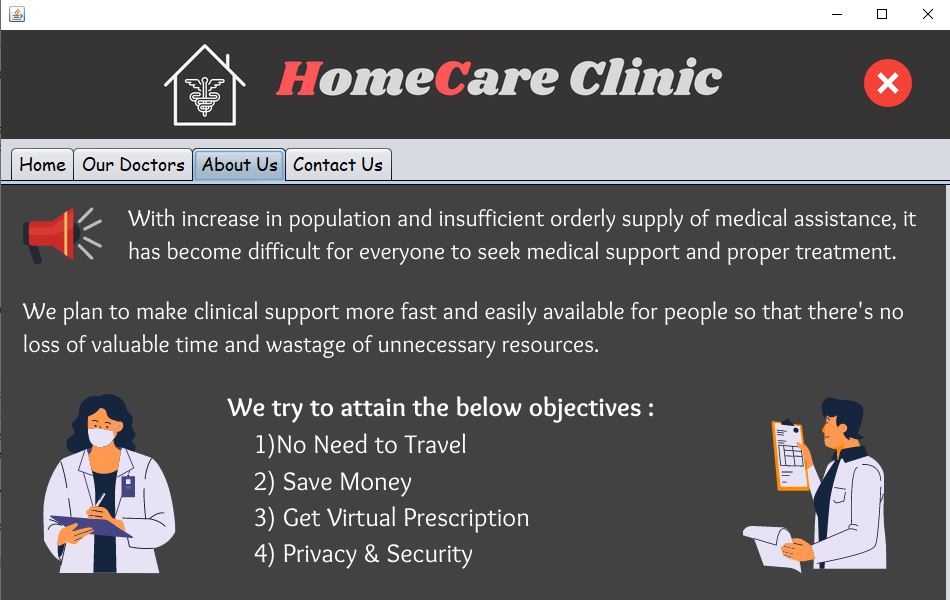 HomeCare Clinic
Home
Our Doctors
About Us
Contact Us
With increase in population and insufficient orderly supply of medical assistance, it
has become difficult for everyone to seek medical support and proper treatment.
We plan to make clinical support more fast and easily available for people so that there's no
loss of valuable time and wastage of unnecessary resources.
We try to attain the below objectives :
1)No Need to Travel
2) Save Money
3) Get Virtual Prescription
4) Privacy & Security